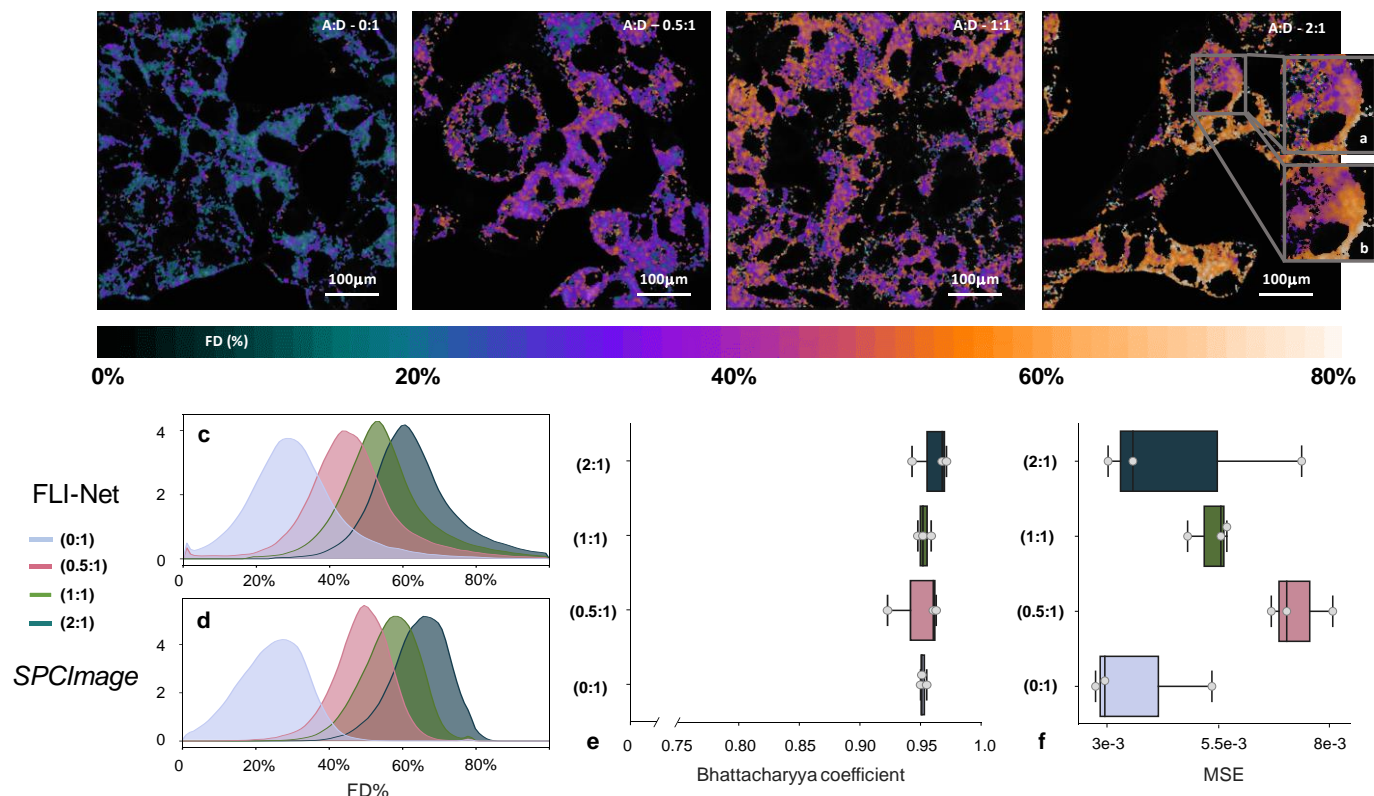 A:D - 0:1
A:D – 0.5:1
A:D - 1:1
A:D - 2:1
a
b
100μm
100μm
100μm
100μm
FD (%)
0%
20%
40%
60%
80%
FLI-Net
(0:1)
(0.5:1)
(1:1)
(2:1)
SPCImage
c
4
2
0
0
20%
40%
60%
80%
d
4
2
0
0
20%
40%
60%
80%
FD%
(2:1)
(1:1)
(0.5:1)
(0:1)
e
0
0.75
0.80
0.85
0.90
0.95
1.0
Bhattacharyya coefficient
(2:1)
(1:1)
(0.5:1)
(0:1)
f
3e-3
5.5e-3
8e-3
MSE